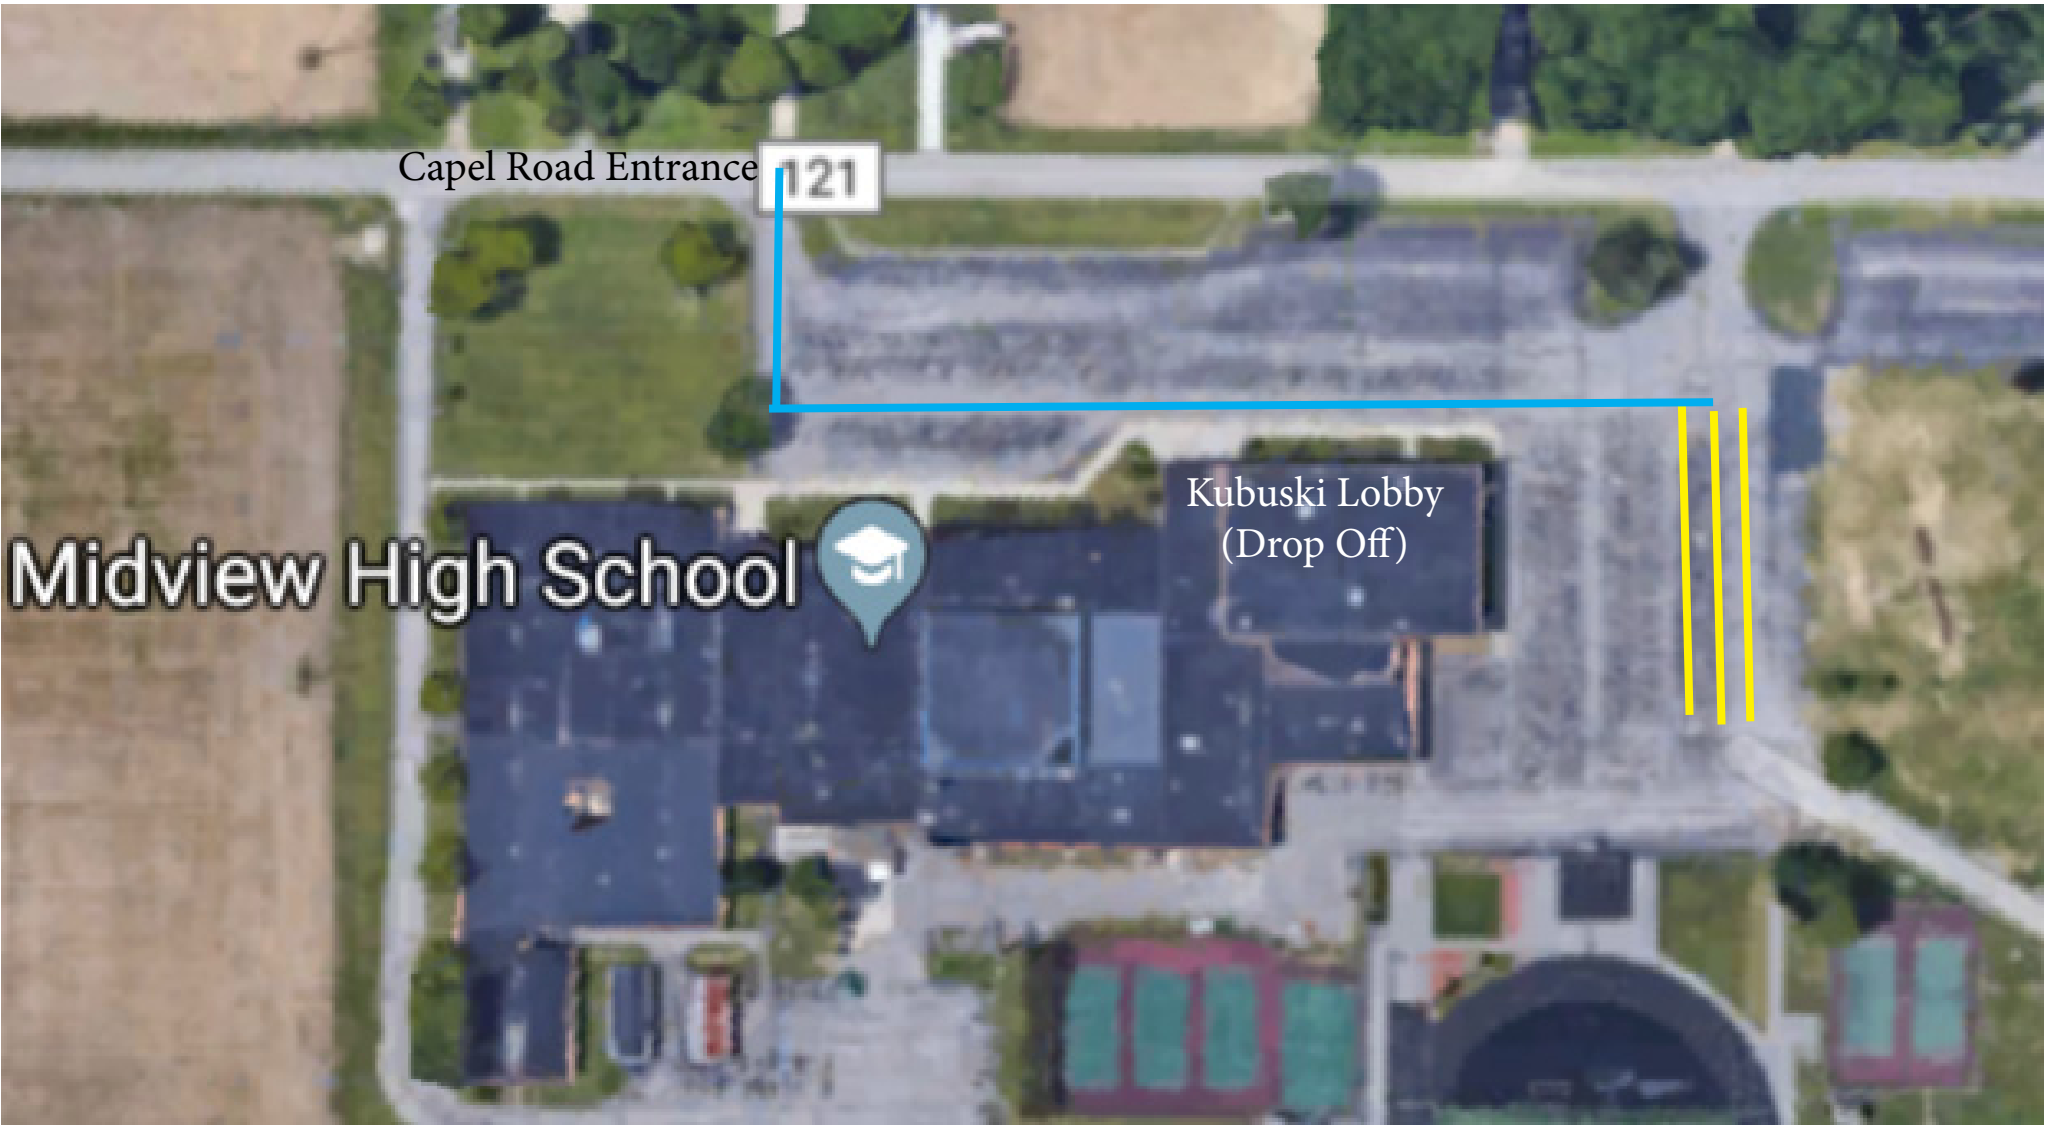 Capel Road Entrance
121
Kubuski Lobby
(Drop Off)
Midview High School